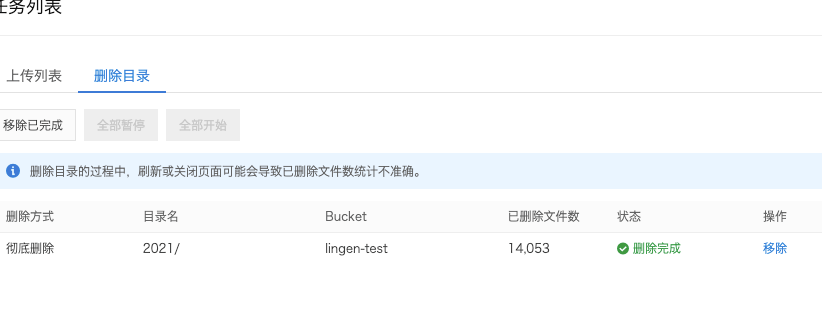 任务列表
上传列表 删除目录
移除已完成 全部暂停 全部开始
删除目录的过程中，刷新或关闭页面可能会导致已删除文件数统计不准确。
删除方式 目录名 Bucket 已删除文件数 状态 操作
彻底删除 2021/ lingen-test 14,053 删除完成 移除